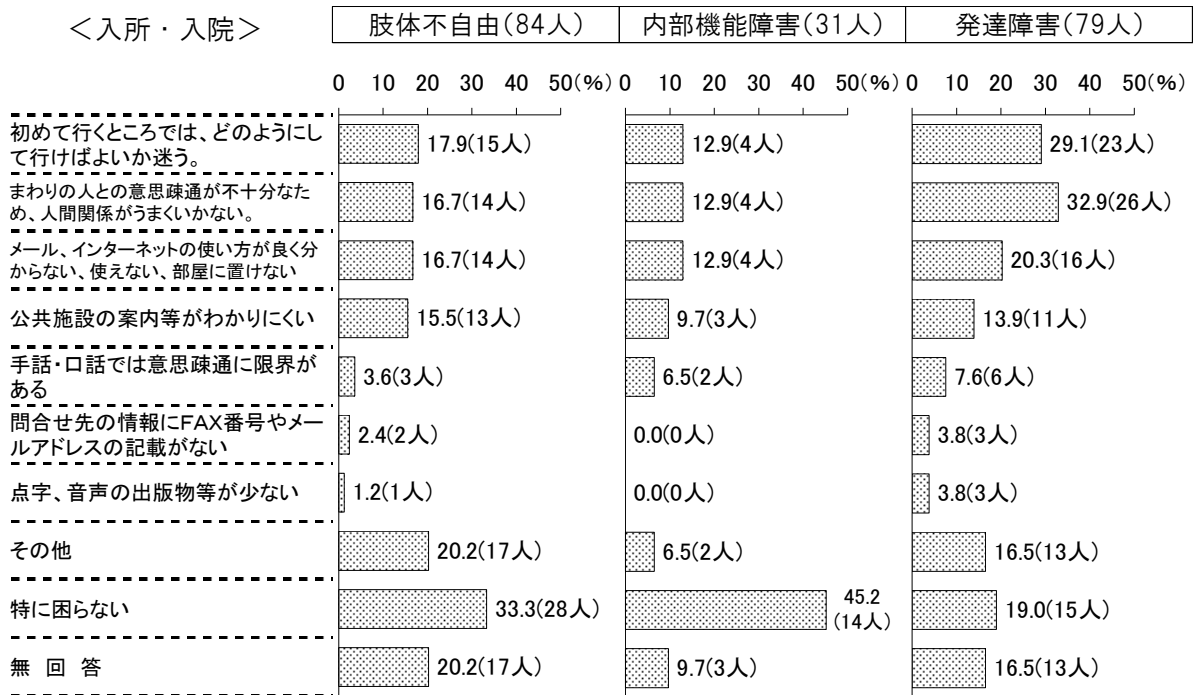 ＜入所・入院＞
肢体不自由(84人)
内部機能障害(31人)
発達障害(79人)
0 10 20 30 40 50(%)
0 10 20 30 40 50(%)
0 10 20 30 40 50(%)
初めて行くところでは、どのようにし
て行けばよいか迷う。
17.9(15人)
12.9(4人)
29.1(23人)
まわりの人との意思疎通が不十分なた
め、人間関係がうまくいかない。
16.7(14人)
12.9(4人)
32.9(26人)
メール、インターネットの使い方が良く分
からない、使えない、部屋に置けない
16.7(14人)
12.9(4人)
20.3(16人)
公共施設の案内等がわかりにくい
15.5(13人)
9.7(3人)
13.9(11人)
手話・口話では意思疎通に限界が
ある
3.6(3人)
6.5(2人)
7.6(6人)
問合せ先の情報にFAX番号やメー
ルアドレスの記載がない
2.4(2人)
0.0(0人)
3.8(3人)
点字、音声の出版物等が少ない
1.2(1人)
0.0(0人)
3.8(3人)
その他
20.2(17人)
6.5(2人)
16.5(13人)
特に困らない
33.3(28人)
45.2
(14人)
19.0(15人)
無 回 答
20.2(17人)
9.7(3人)
16.5(13人)